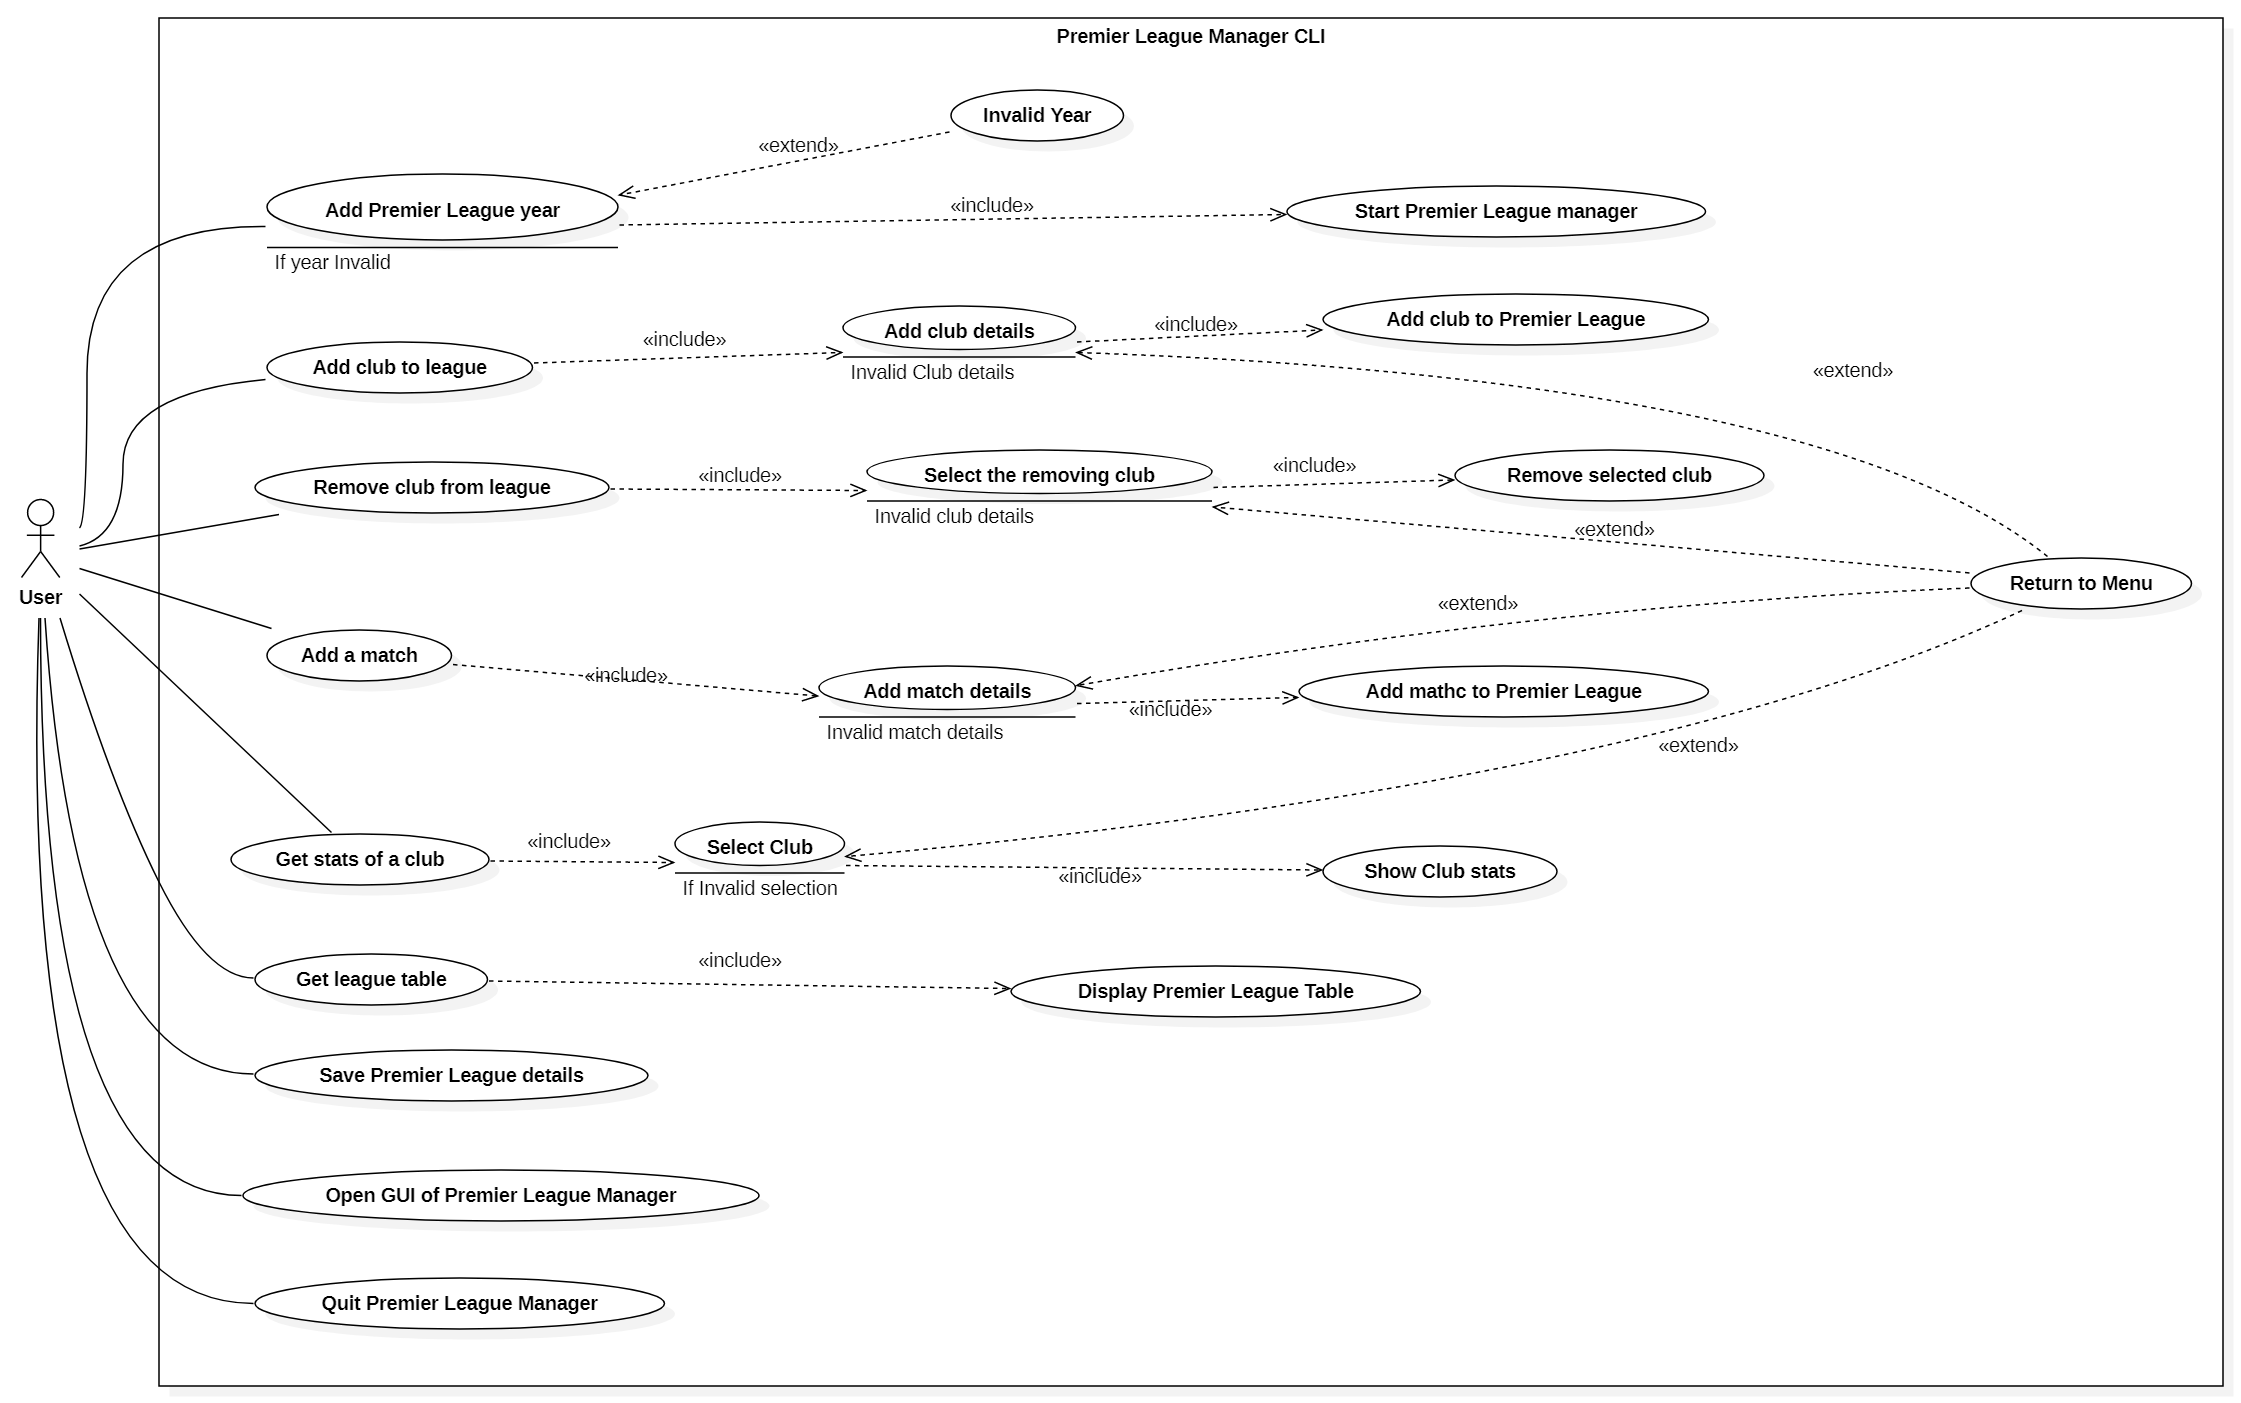 Premier League Manager CLI
Invalid Year
«extend»
Add Premier League year
«include»
Start Premier League manager
If year Invalid
Add club to league
«include»
Add club details
«include»
Add club to Premier League
Invalid Club details
«extend»
Remove club from league
«include»
Select the removing club
«include»
Remove selected club
Invalid club details
«extend»
User
Return to Menu
«extend»
Add a match
«include»
Add match details
«include»
Add mathc to Premier League
Invalid match details
«extend»
Get stats of a club
«include»
Select Club
«include»
Show Club stats
If Invalid selection
Get league table
«include»
Display Premier League Table
Save Premier League details
Open GUI of Premier League Manager
Quit Premier League Manager